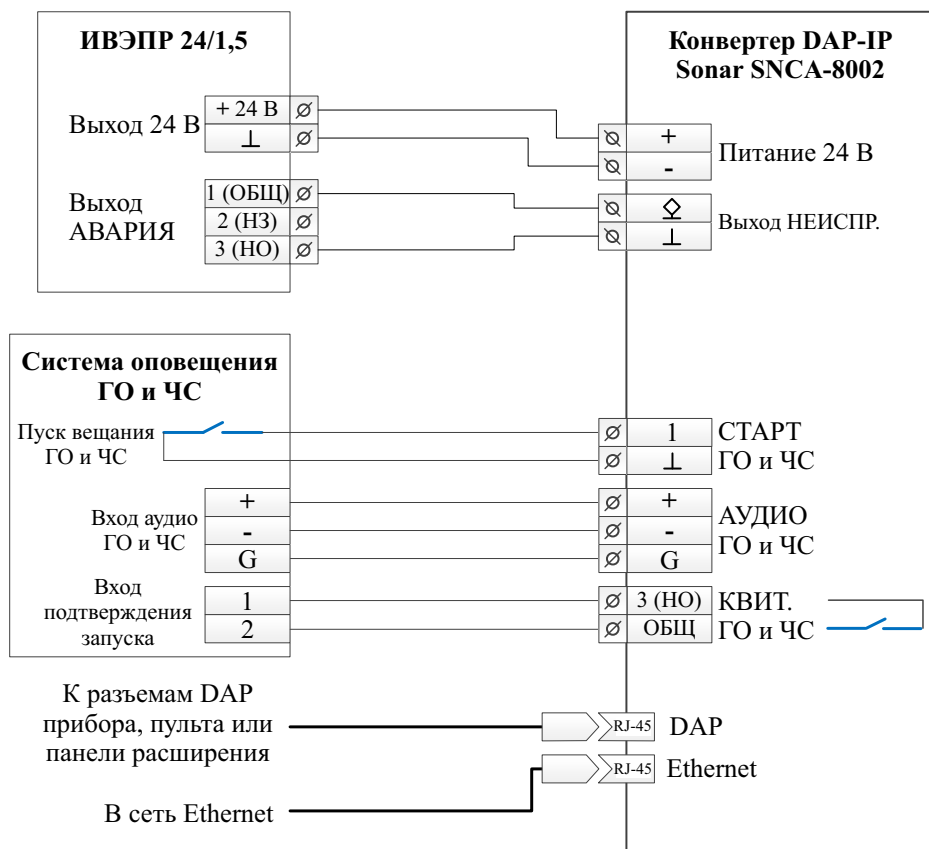 ИВЭПР 24/1,5
Выход 24 В
+ 24 В
⊥
Выход
АВАРИЯ
1 (ОБЩ)
2 (НЗ)
3 (НО)
Конвертер DAP-IP
Sonar SNCA-8002
+
-
Питание 24 В
⊥
Выход НЕИСПР.
Система оповещения
ГО и ЧС
Пуск вещания
ГО и ЧС
1
⊥
СТАРТ
ГО и ЧС
Вход аудио
ГО и ЧС
+
-
G
+
-
G
АУДИО
ГО и ЧС
Вход
подтверждения
запуска
1
2
3 (НО)
ОБЩ
КВИТ.
ГО и ЧС
К разъемам DAP
прибора, пульта или
панели расширения
RJ-45
DAP
RJ-45
Ethernet
В сеть Ethernet